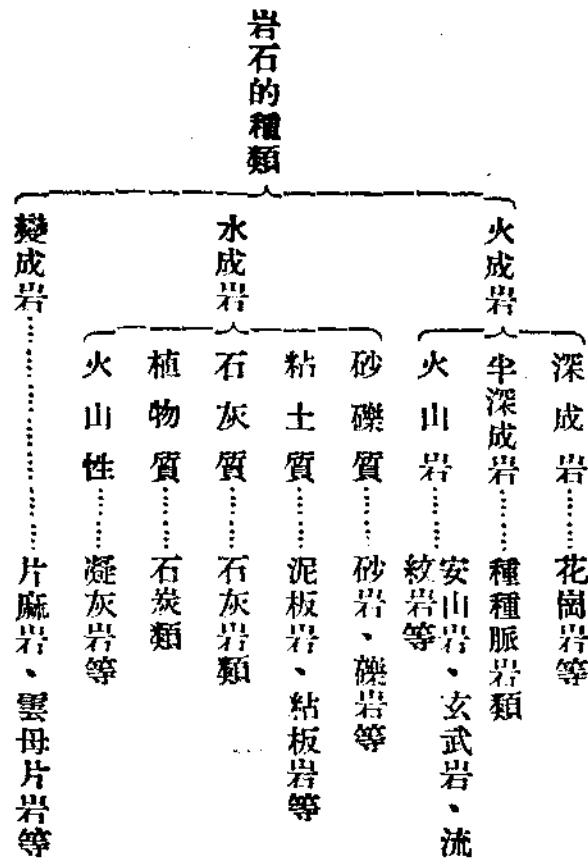 岩石的種類
火成岩
深成岩……花崗岩等
半深成岩……種種脈岩類
火山岩……安山岩、玄武岩、流
紋岩等
水成岩
砂礫質……砂岩、礫岩等
粘土質……泥板岩、粘板岩等
石灰質……石灰岩類
植物質……石炭類
火山性……凝灰岩等
變成岩……片麻岩、雲母片岩等